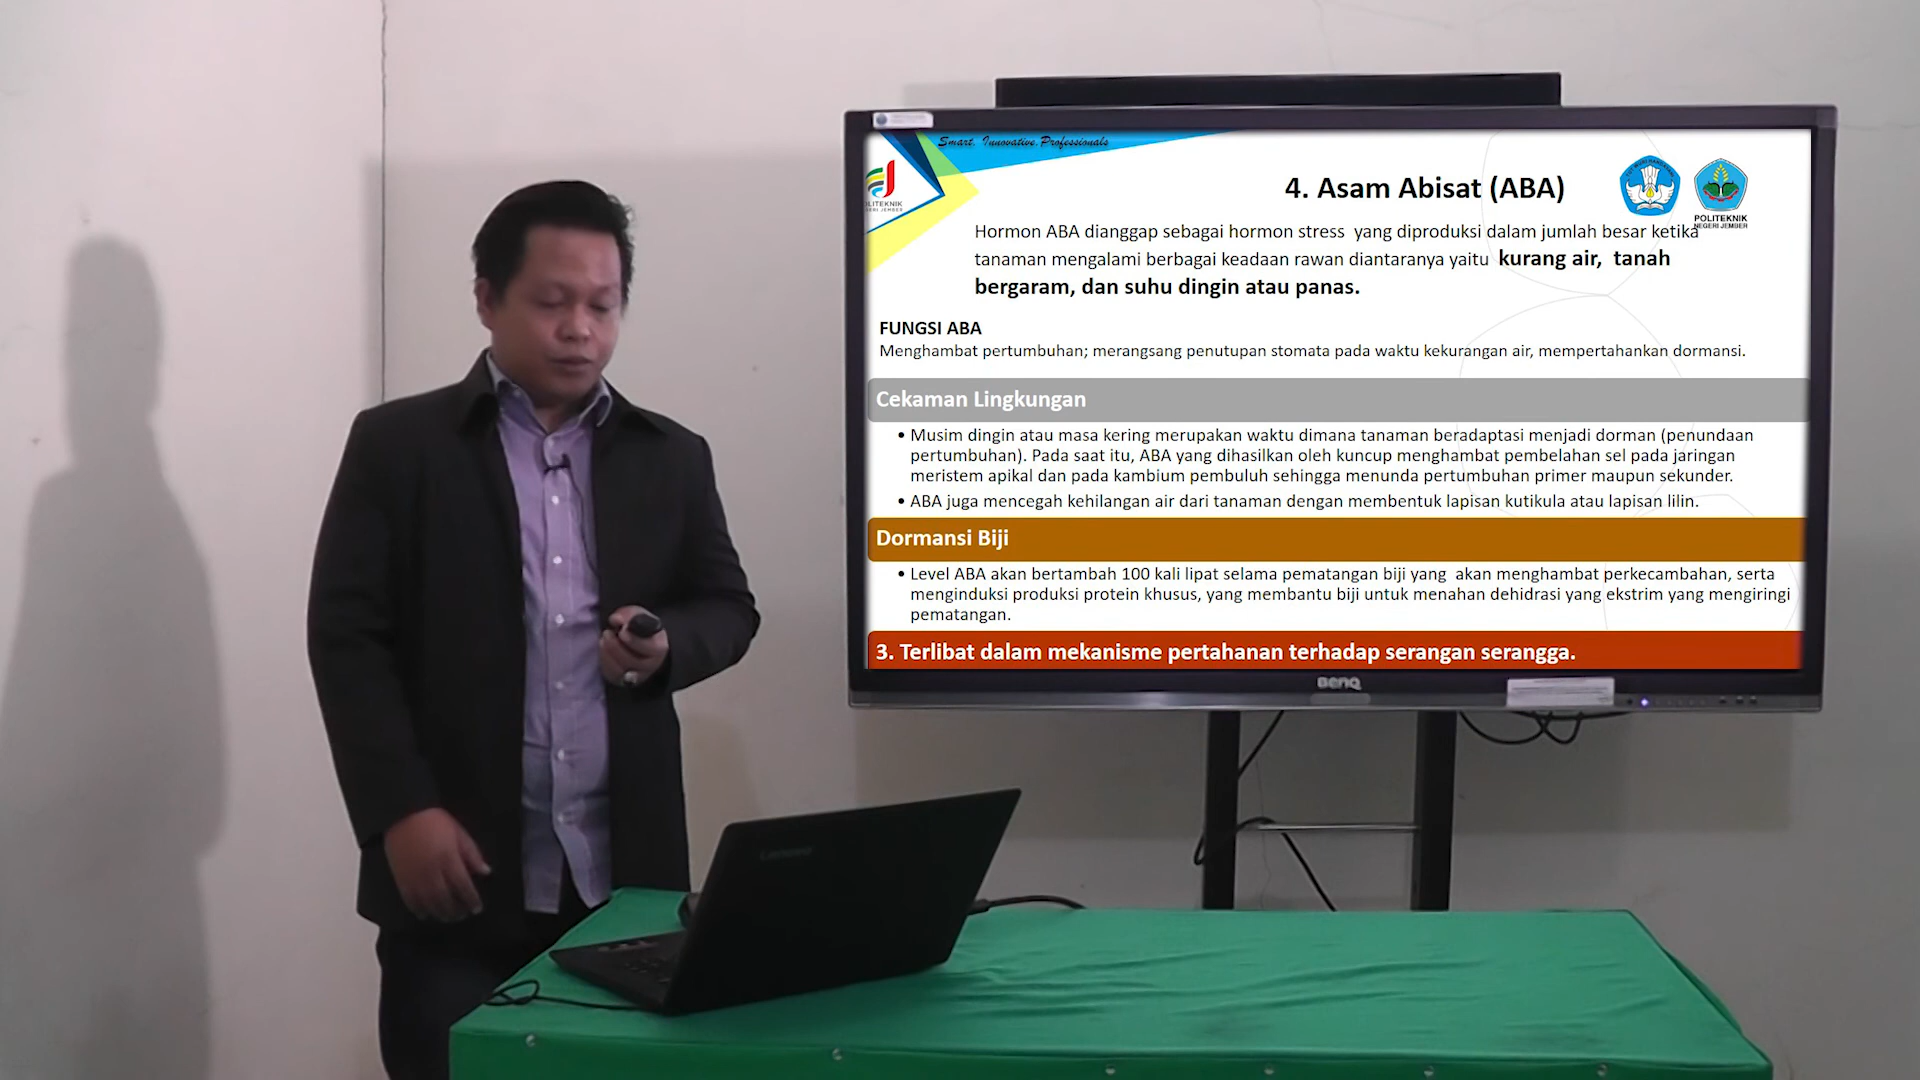 Smart. Innovative. Professionals
4. Asam Abisat (ABA)
POLITEKNIK
NEGERI JEMBER
Hormon ABA dianggap sebagai hormon stress yang diproduksi dalam jumlah besar ketika
tanaman mengalami berbagai keadaan rawan diantaranya yaitu kurang air, tanah
bergaram, dan suhu dingin atau panas.
FUNGSI ABA
Menghambat pertumbuhan; merangsang penutupan stomata pada waktu kekurangan air, mempertahankan dormansi.
Cekaman Lingkungan
• Musim dingin atau masa kering merupakan waktu dimana tanaman beradaptasi menjadi dorman (penundaan
pertumbuhan). Pada saat itu, ABA yang dihasilkan oleh kuncup menghambat pembelahan sel pada jaringan
meristem apikal dan pada kambium pembuluh sehingga menunda pertumbuhan primer maupun sekunder.
• ABA juga mencegah kehilangan air dari tanaman dengan membentuk lapisan kutikula atau lapisan lilin.
Dormansi Biji
• Level ABA akan bertambah 100 kali lipat selama pematangan biji yang akan menghambat perkecambahan, serta
menginduksi produksi protein khusus, yang membantu biji untuk menahan dehidrasi yang ekstrim yang mengiringi
pematangan.
3. Terlibat dalam mekanisme pertahanan terhadap serangan serangga.
BenQ
Lenovo